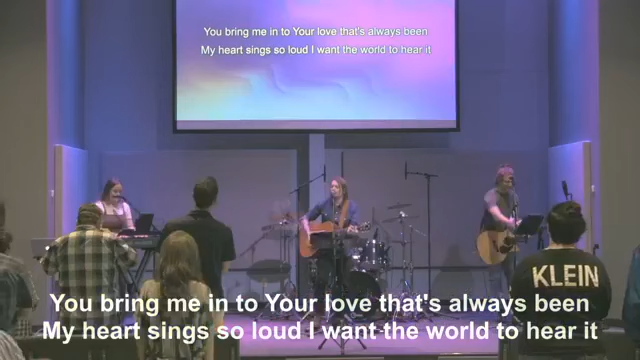 You bring me in to Your love that's always been
My heart sings so loud I want the world to hear it
KLEIN
You bring me in to Your love that's always been
My heart sings so loud I want the world to hear it